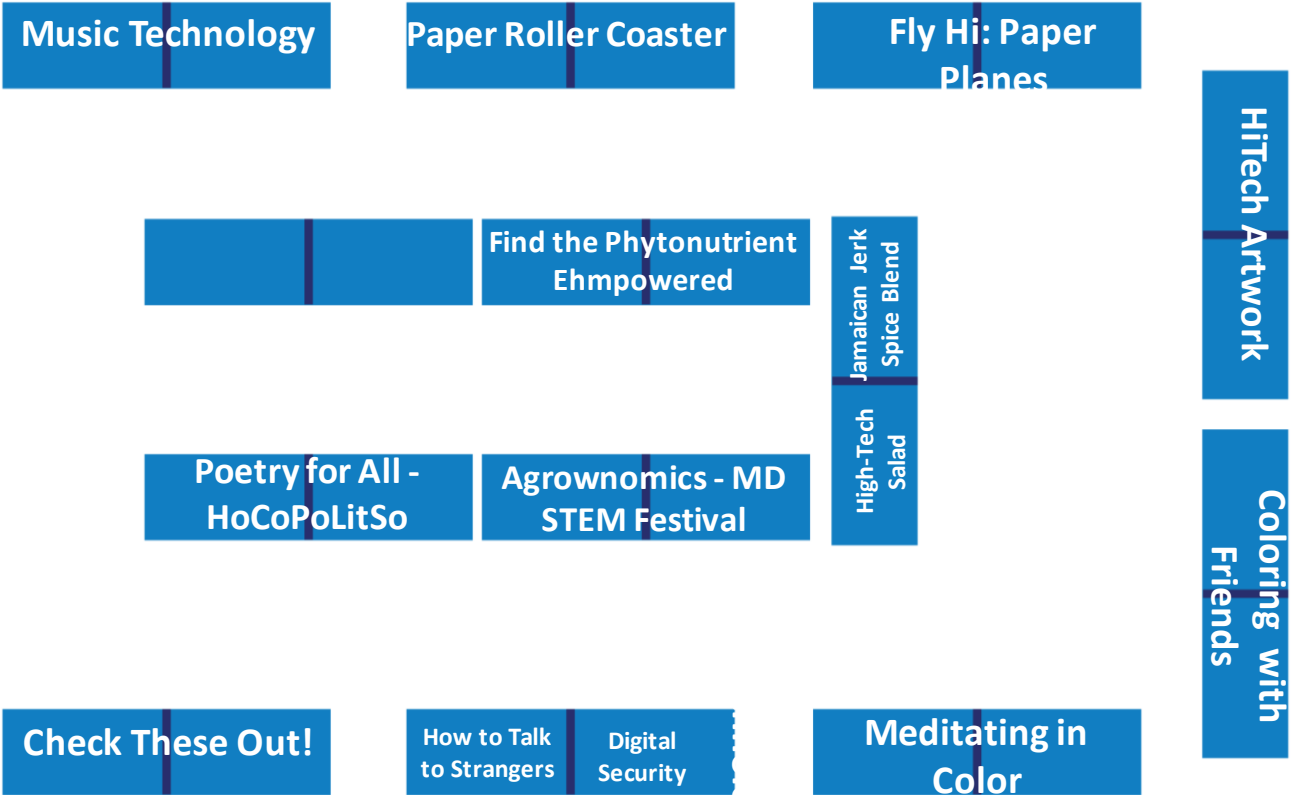 Music Technology
Paper Roller Coaster
Fly Hi: Paper
Planes
HiTech Artwork
Find the Phytonutrient
Ehmpowered
Jamaican Jerk
Spice Blend
High-Tech
Salad
Poetry for All -
HoCoPoLitSo
Agrownomics - MD
STEM Festival
Coloring with
Friends
Check These Out!
How to Talk
to Strangers
Digital
Security
Meditating in
Color